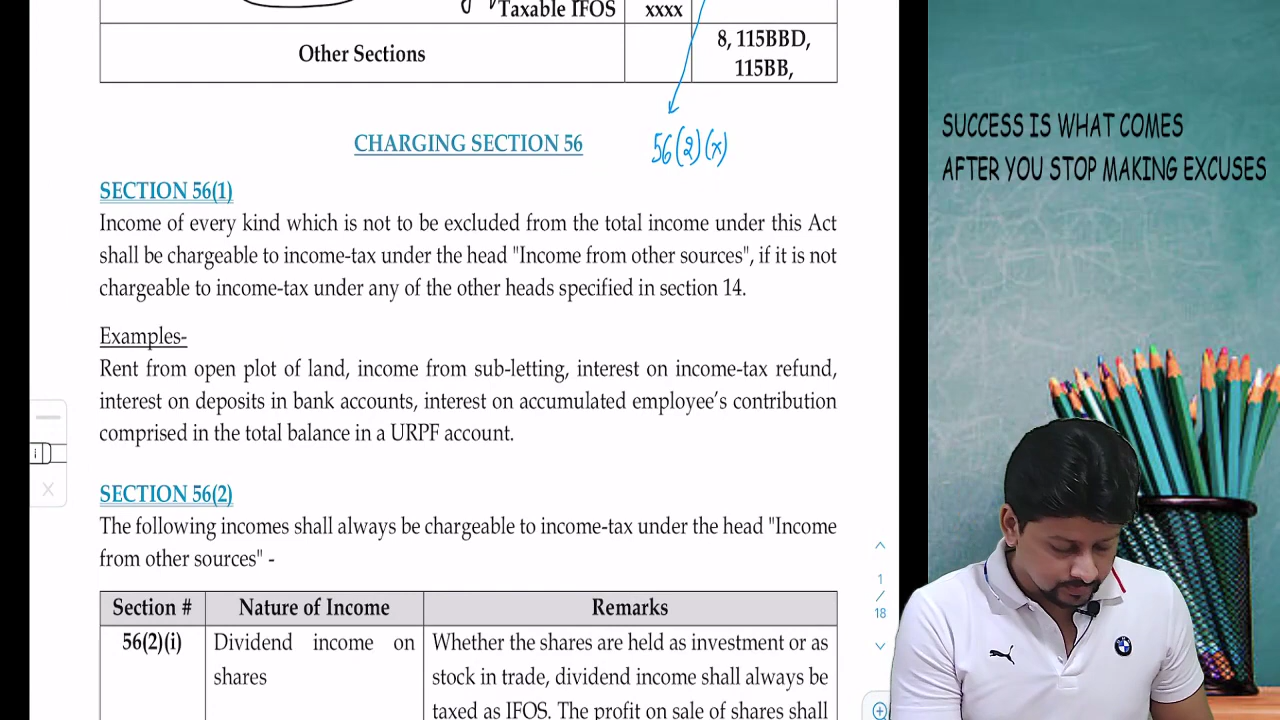 Taxable IFOS xxxx
Other Sections
8, 115BBD,
115BB,
CHARGING SECTION 56
56(2)(x)
SECTION 56(1)
Income of every kind which is not to be excluded from the total income under this Act
shall be chargeable to income-tax under the head "Income from other sources", if it is not
chargeable to income-tax under any of the other heads specified in section 14.
Examples-
Rent from open plot of land, income from sub-letting, interest on income-tax refund,
interest on deposits in bank accounts, interest on accumulated employee’s contribution
comprised in the total balance in a URPF account.
SECTION 56(2)
The following incomes shall always be chargeable to income-tax under the head "Income
from other sources" -
Section # Nature of Income Remarks
56(2)(i) Dividend income on shares
Whether the shares are held as investment or as
stock in trade, dividend income shall always be
taxed as IFOS. The profit on sale of shares shall
1
/
18
SUCCESS IS WHAT COMES
AFTER YOU STOP MAKING EXCUSES